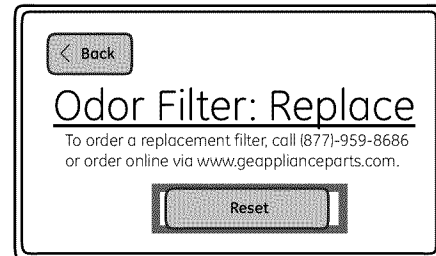 Back
Odor Filter: Replace
To order a replacement filter, call (877)-959-8686
or order online via www.geapplianceparts.com.
Reset